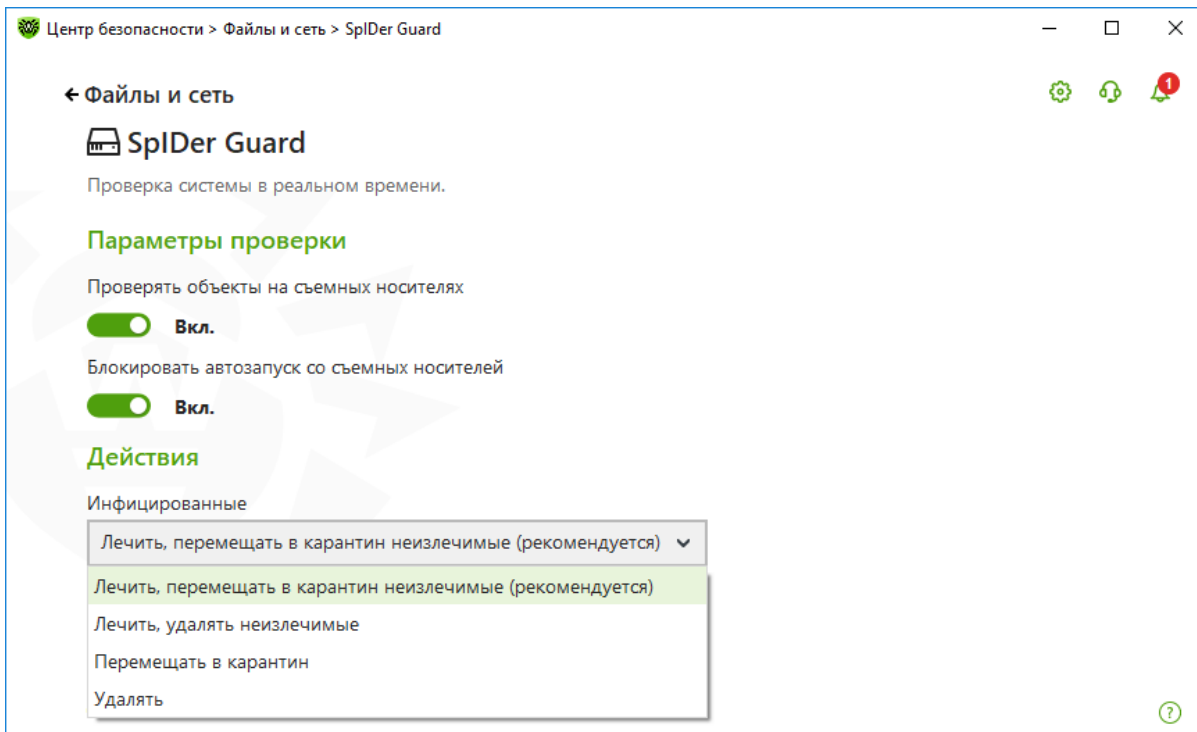 Центр безопасности > Файлы и сеть > SpIDer Guard
Файлы и сеть
1
SpIDer Guard
Проверка системы в реальном времени.
Параметры проверки
Проверять объекты на съемных носителях
Вкл.
Блокировать автозапуск со съемных носителей
Вкл.
Действия
Инфицированные
Лечить, перемещать в карантин неизлечимые (рекомендуется)
Лечить, перемещать в карантин неизлечимые (рекомендуется)
Лечить, удалять неизлечимые
Перемещать в карантин
Удалять
?